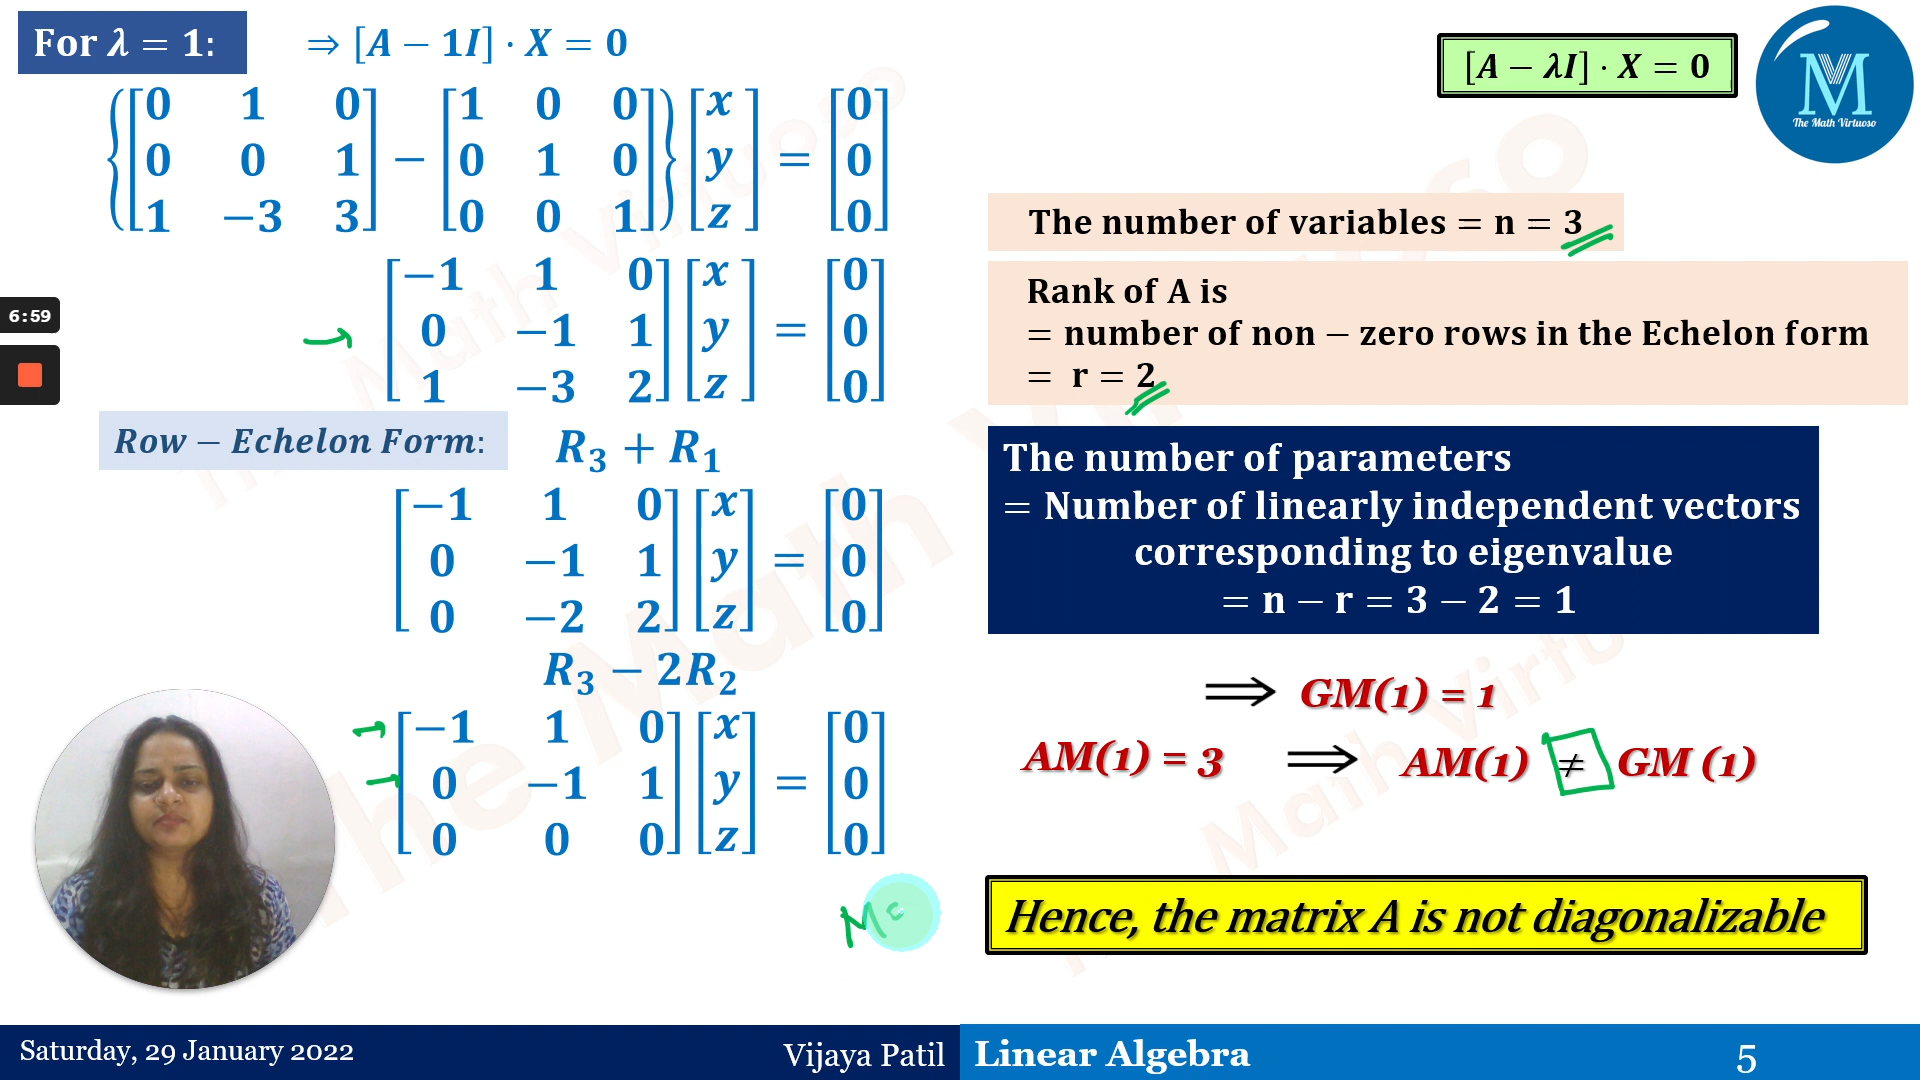 For λ = 1:
⇒ [A − 1I] · X = 0
{[0 1 0
0 0 1
1 −3 3] − [1 0 0
0 1 0
0 0 1]} [x
y
z] = [0
0
0]
[−1 1 0
0 −1 1
1 −3 2] [x
y
z] = [0
0
0]
Row − Echelon Form:
R₃ + R₁
[−1 1 0
0 −1 1
0 −2 2] [x
y
z] = [0
0
0]
R₃ − 2R₂
[−1 1 0
0 −1 1
0 0 0] [x
y
z] = [0
0
0]
[A − λI] · X = 0
M
The Math Virtuoso
The number of variables = n = 3
Rank of A is
= number of non − zero rows in the Echelon form
= r = 2
The number of parameters
= Number of linearly independent vectors
corresponding to eigenvalue
= n − r = 3 − 2 = 1
⟹ GM(1) = 1
AM(1) = 3 ⟹ AM(1) ≠ GM (1)
Hence, the matrix A is not diagonalizable
6:59
The Math Virtuoso
Saturday, 29 January 2022
Vijaya Patil
Linear Algebra
5